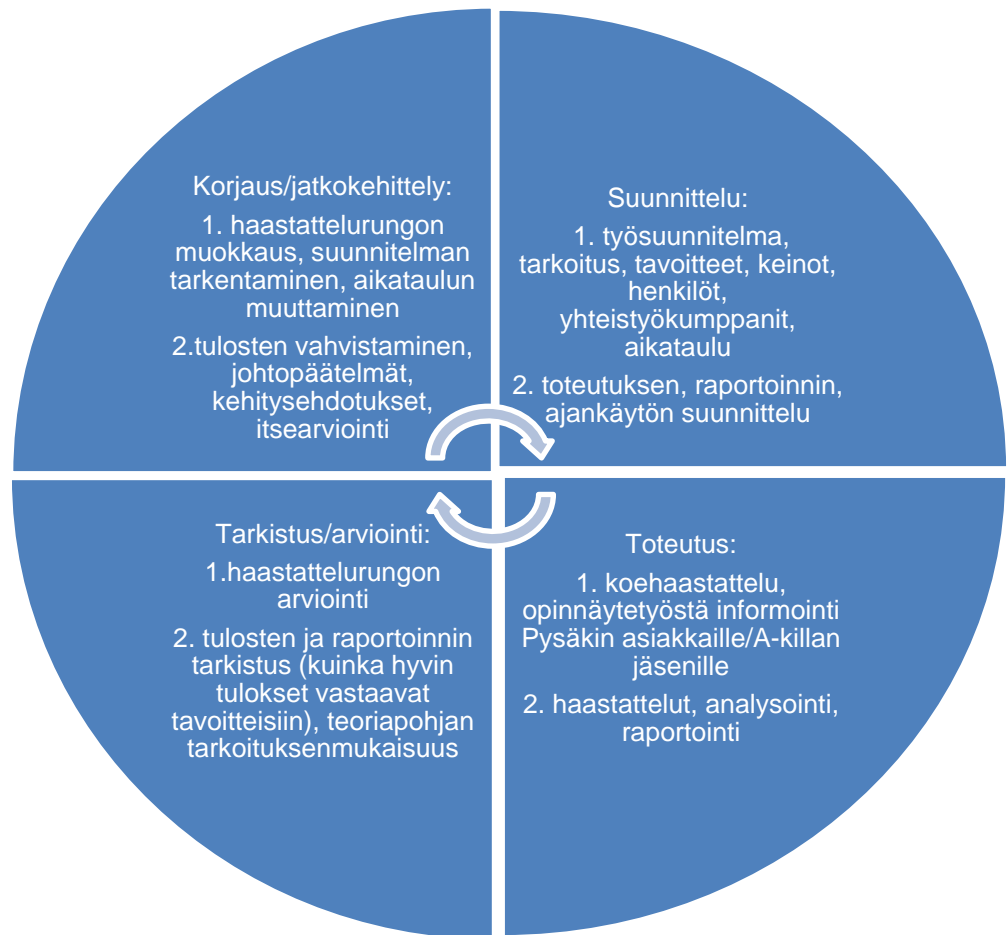 Korjaus/jatkokehittely:
1. haastattelurungon
muokkaus, suunnitelman
tarkentaminen, aikataulun
muuttaminen
2.tulosten vahvistaminen,
johtopäätelmät,
kehitysehdotukset,
itsearviointi
Suunnittelu:
1. työsuunnitelma,
tarkoitus, tavoitteet, keinot,
henkilöt,
yhteistyökumppanit,
aikataulu
2. toteutuksen, raportoinnin,
ajankäytön suunnittelu
Tarkistus/arviointi:
1.haastattelurungon
arviointi
2. tulosten ja raportoinnin
tarkistus (kuinka hyvin
tulokset vastaavat
tavoitteisiin), teoriapohjan
tarkoituksenmukaisuus
Toteutus:
1. koehaastattelu,
opinnäytetyöstä informointi
Pysäkin asiakkaille/A-killan
jäsenille
2. haastattelut, analysointi,
raportointi